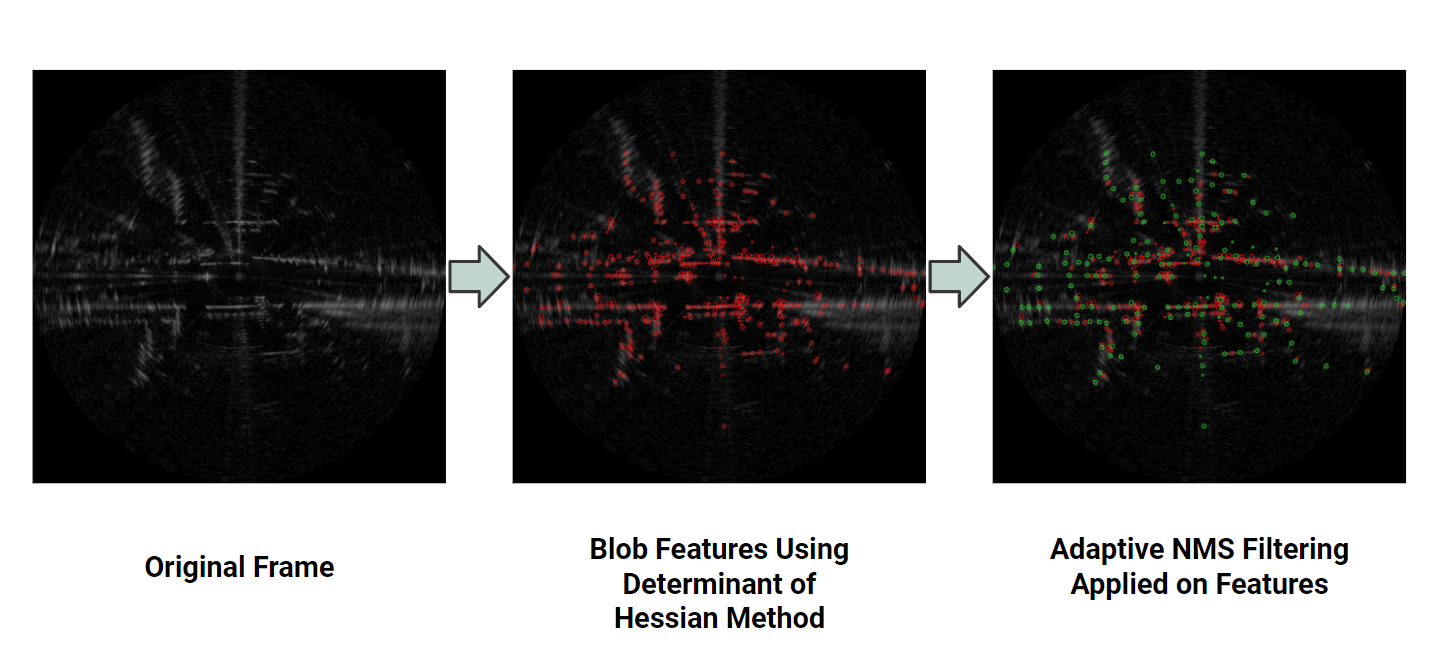 Original Frame
Blob Features Using
Determinant of
Hessian Method
Adaptive NMS Filtering
Applied on Features